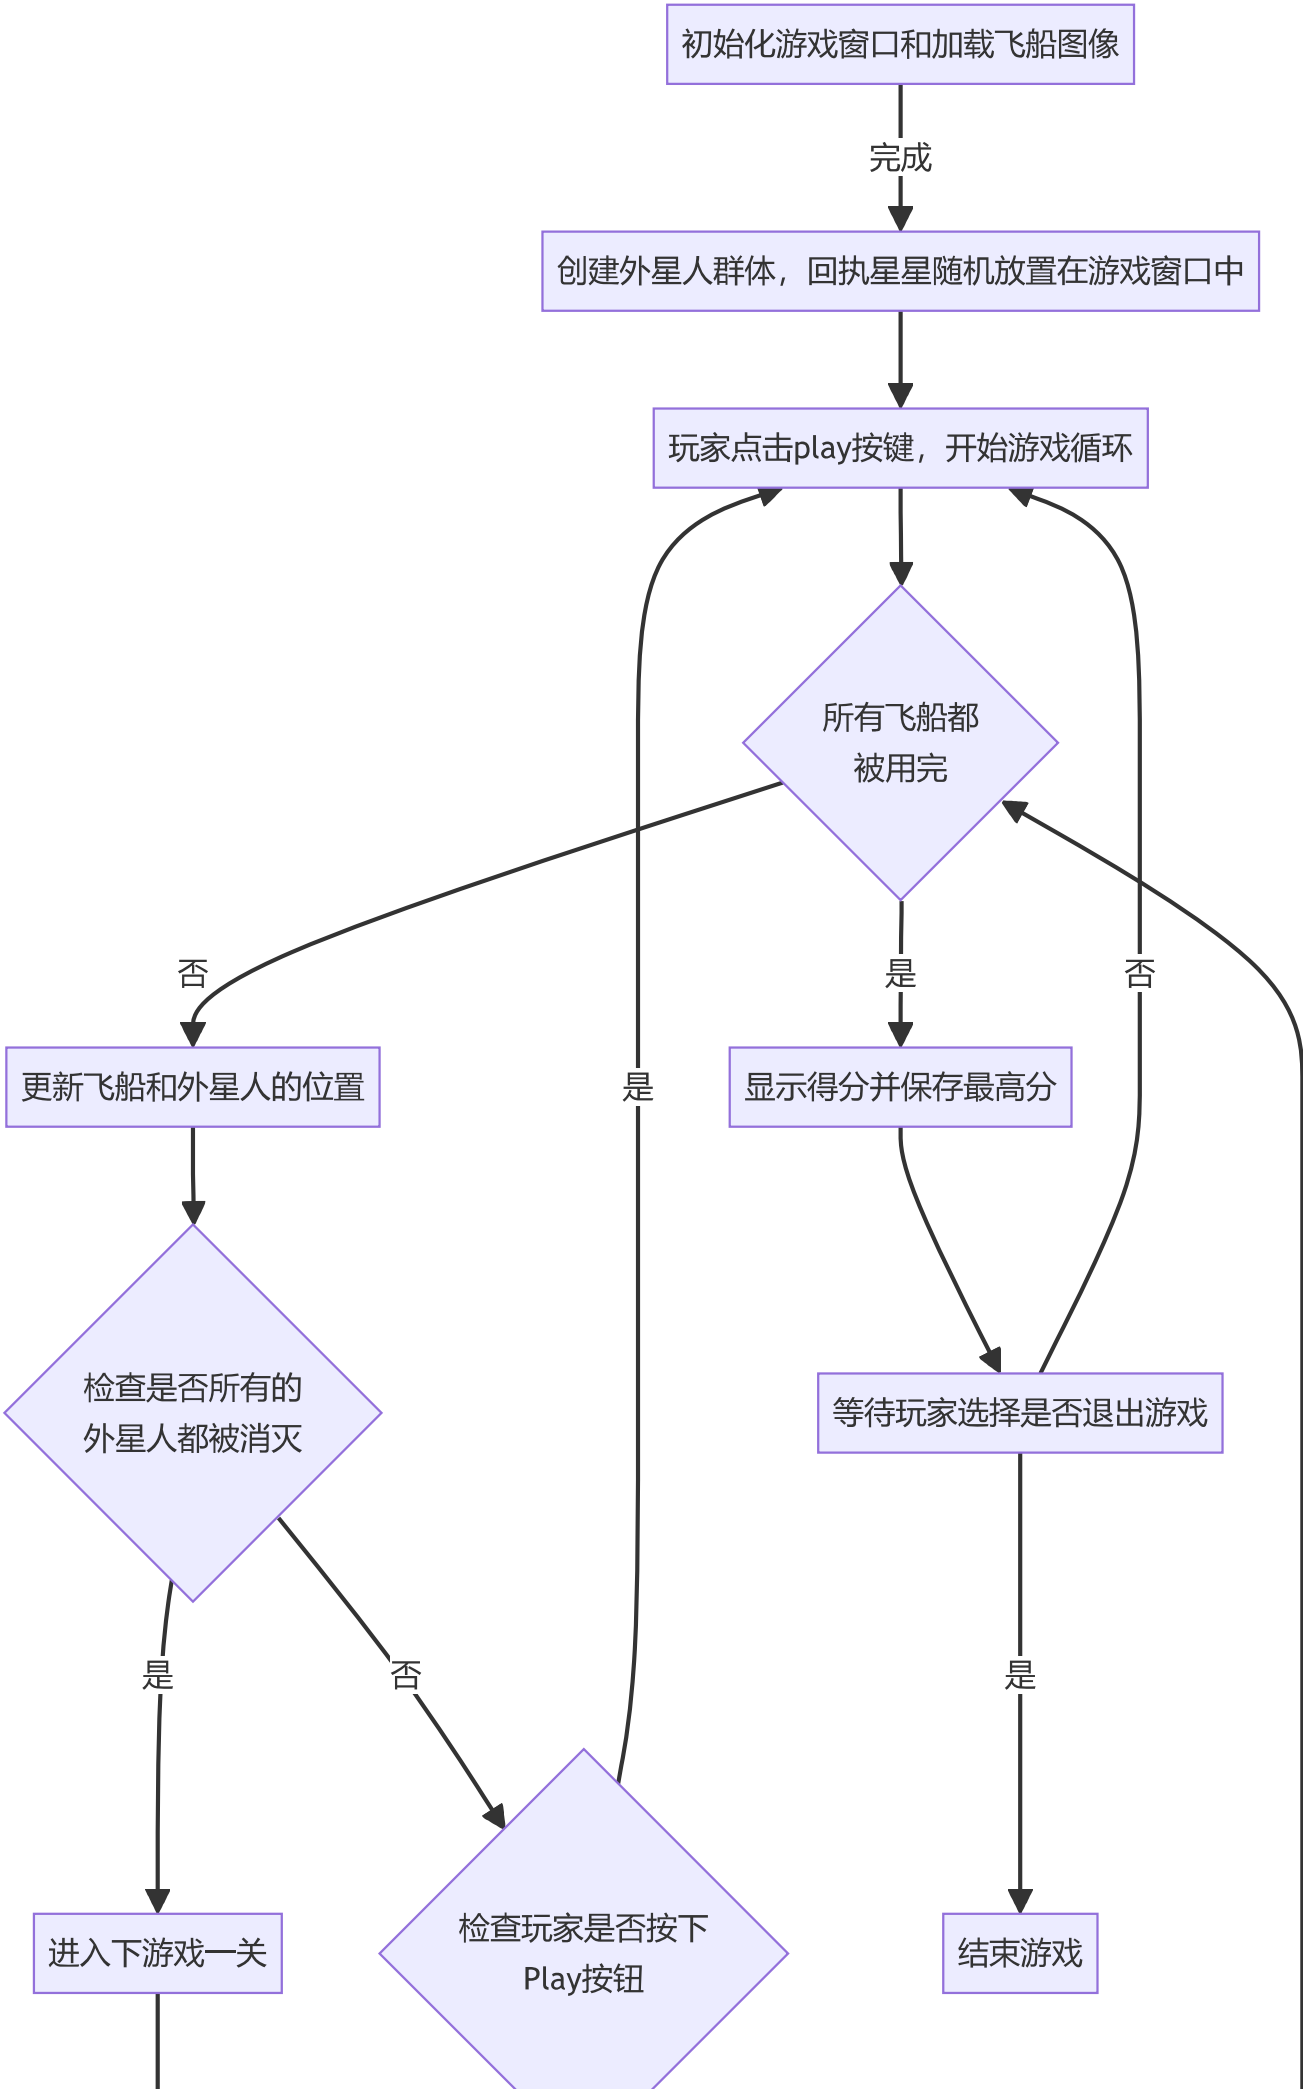 初始化游戏窗口和加载飞船图像
完成
创建外星人群体，回执星星随机放置在游戏窗口中
玩家点击play按键，开始游戏循环
所有飞船都
被用完
否
是
否
更新飞船和外星人的位置
是
显示得分并保存最高分
检查是否所有的
外星人都被消灭
等待玩家选择是否退出游戏
是
否
是
检查玩家是否按下
Play按钮
进入下游戏一关
结束游戏